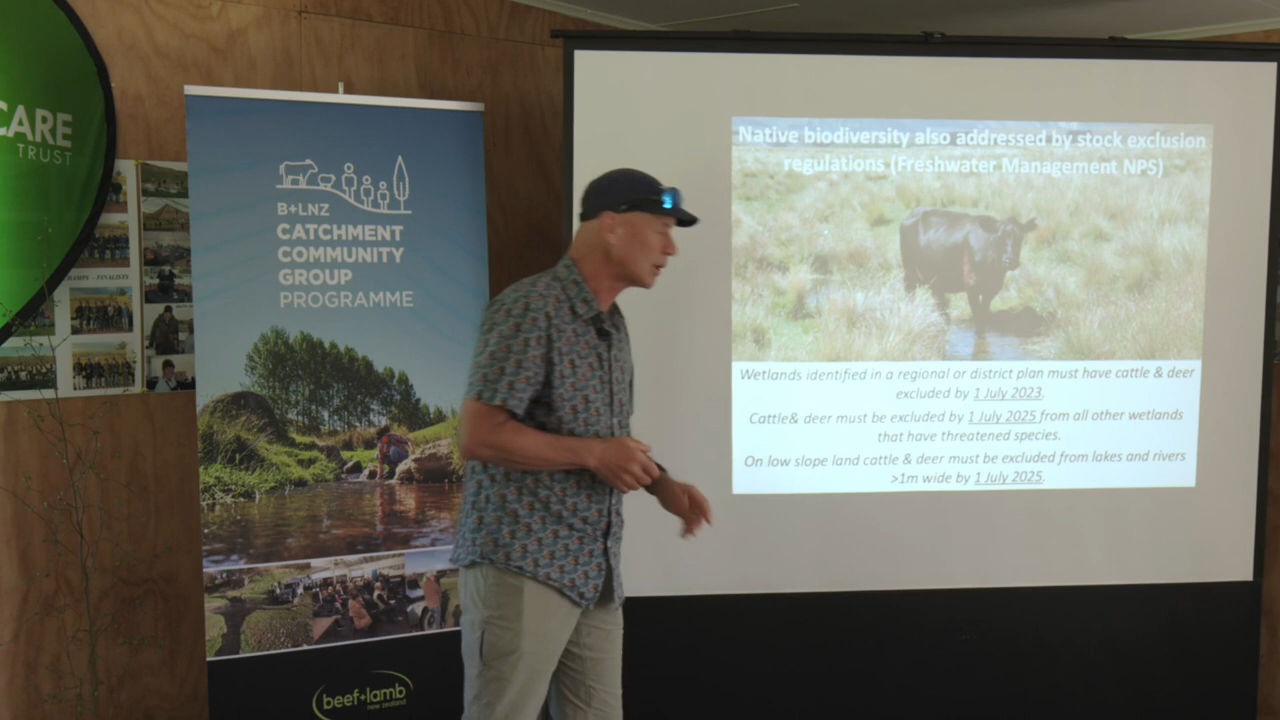 CARE
TRUST
B+LNZ
CATCHMENT
COMMUNITY
GROUP
PROGRAMME
beef+lamb
new zealand
Native biodiversity also addressed by stock exclusion
regulations (Freshwater Management NPS)
Wetlands identified in a regional or district plan must have cattle & deer
excluded by 1 July 2023.
Cattle& deer must be excluded by 1 July 2025 from all other wetlands
that have threatened species.
On low slope land cattle & deer must be excluded from lakes and rivers
>1m wide by 1 July 2025.